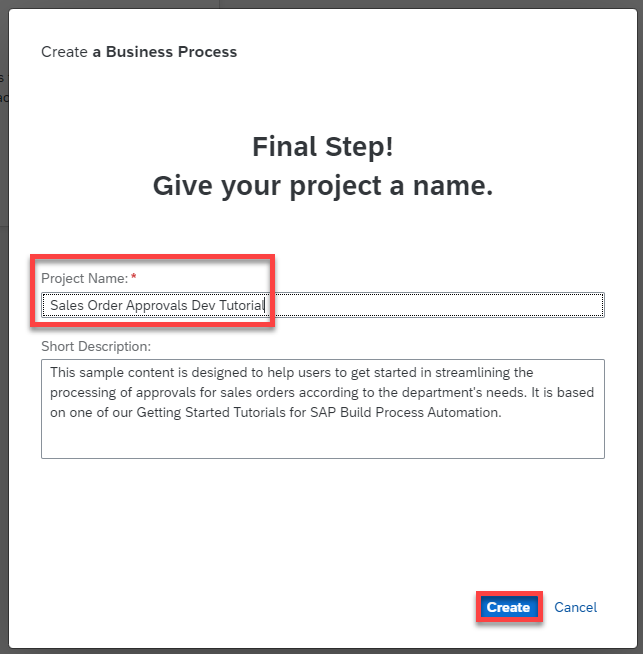 Create a Business Process
Final Step!
Give your project a name.
Project Name: *
Sales Order Approvals Dev Tutorial
Short Description:
This sample content is designed to help users to get started in streamlining the
processing of approvals for sales orders according to the department's needs. It is based
on one of our Getting Started Tutorials for SAP Build Process Automation.
Create Cancel